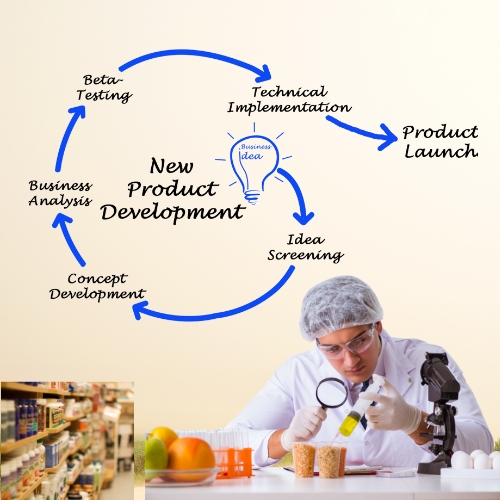 Beta-
Testing
Technical
Implementation
Product
Launch
Business
idea
New
Product
Development
Business
Analysis
Idea
Screening
Concept
Development